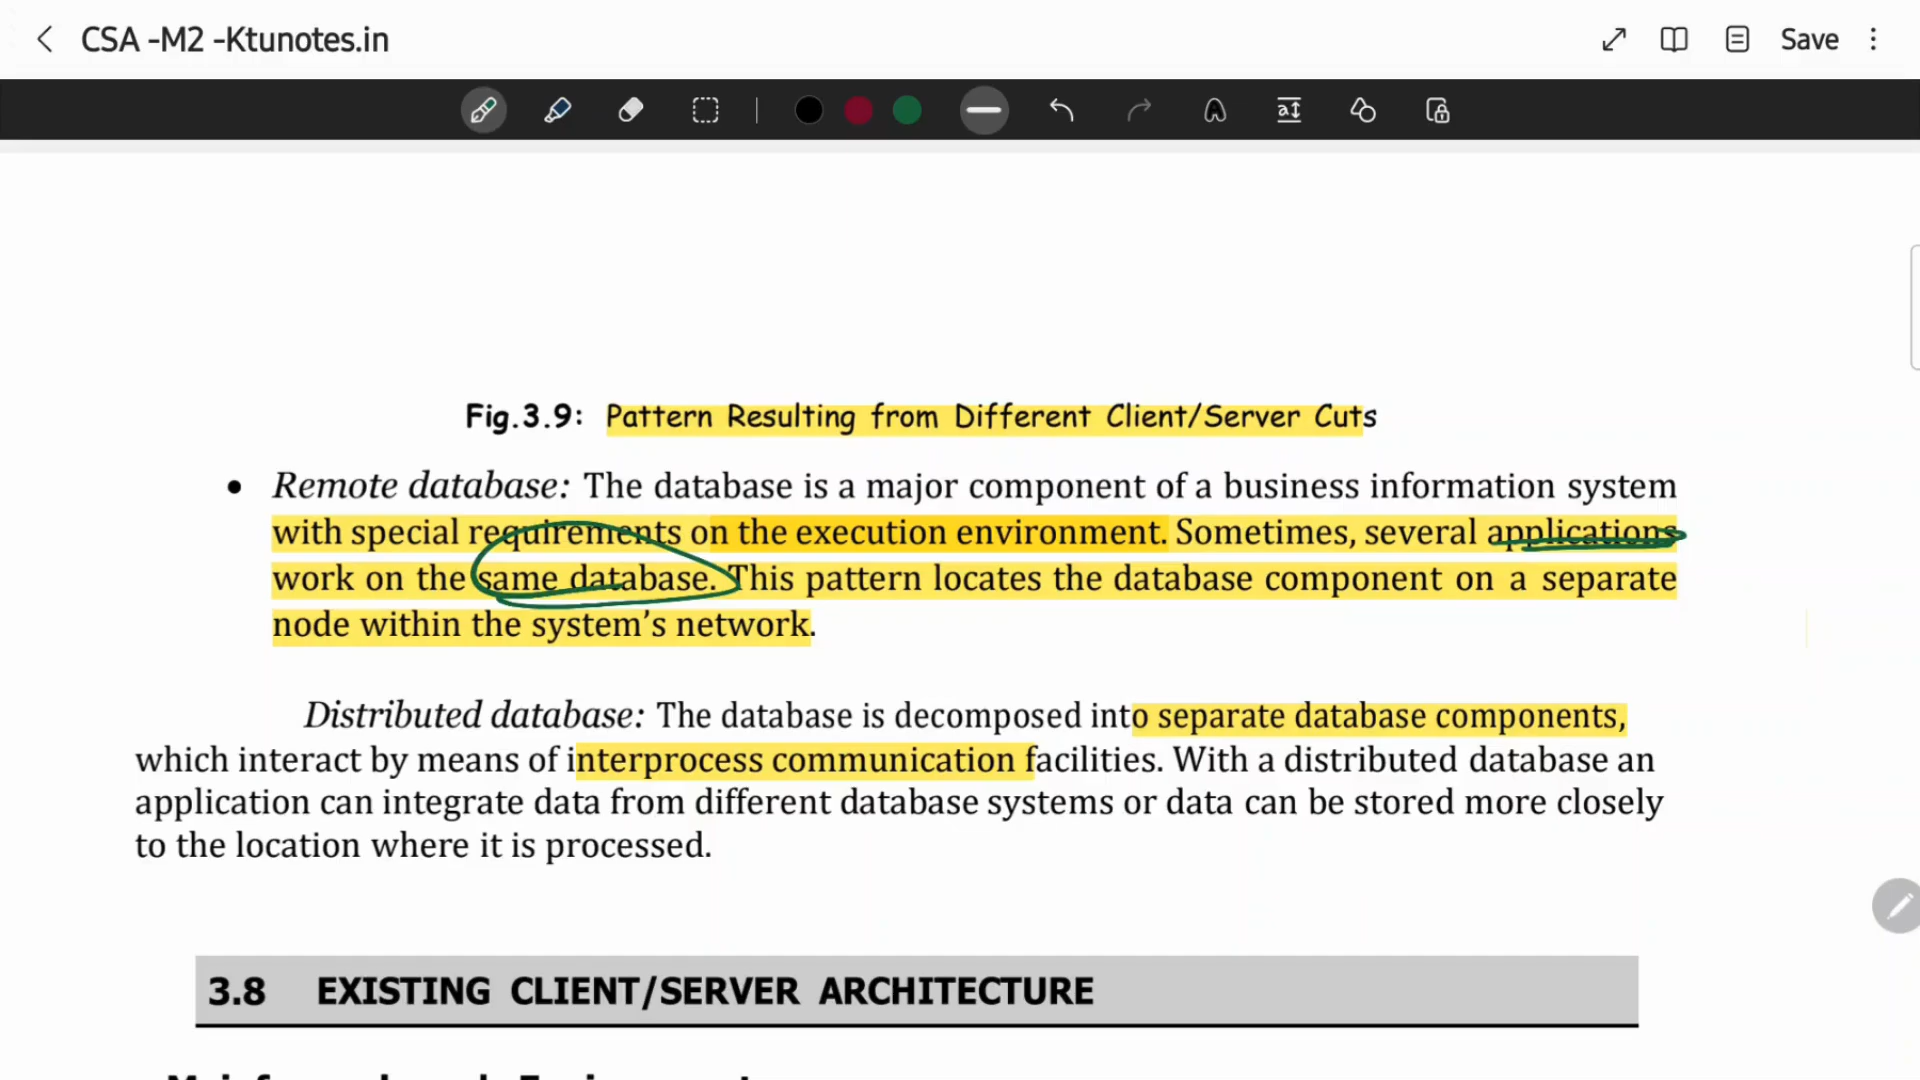 CSA -M2 -Ktunotes.in
Save
Fig.3.9: Pattern Resulting from Different Client/Server Cuts
• Remote database: The database is a major component of a business information system
with special requirements on the execution environment. Sometimes, several applications
work on the same database. This pattern locates the database component on a separate
node within the system’s network.
Distributed database: The database is decomposed into separate database components,
which interact by means of interprocess communication facilities. With a distributed database an
application can integrate data from different database systems or data can be stored more closely
to the location where it is processed.
3.8 EXISTING CLIENT/SERVER ARCHITECTURE